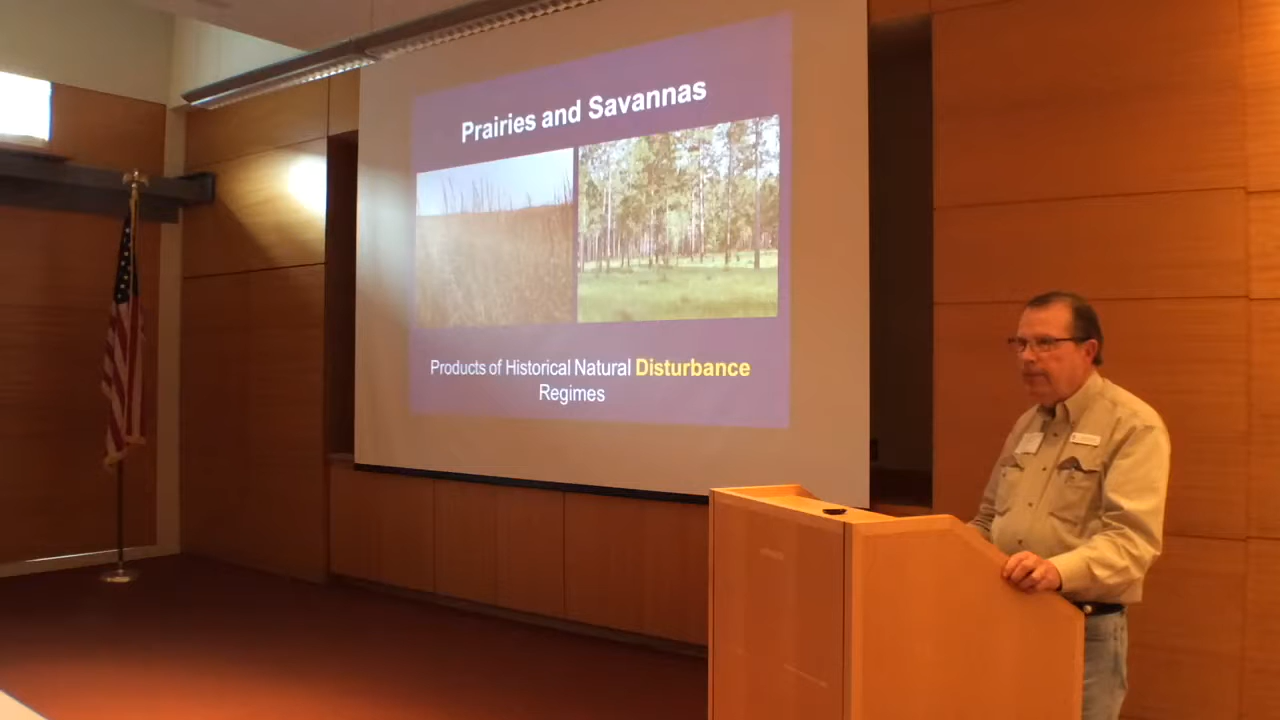 Prairies and Savannas
Products of Historical Natural Disturbance
Regimes